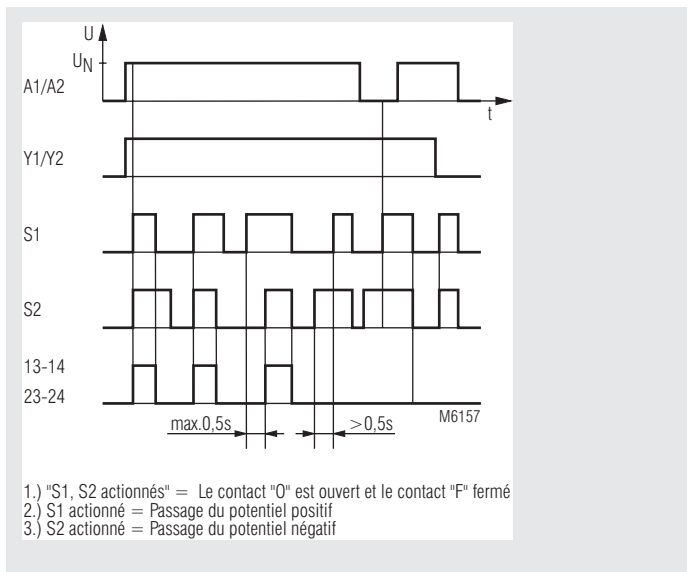 U
UN
A1/A2
t
Y1/Y2
S1
S2
13-14
23-24
M6157
max.0,5s
>0,5s
1.) "S1, S2 actionnés" = Le contact "O" est ouvert et le contact "F" fermé
2.) S1 actionné = Passage du potentiel positif
3.) S2 actionné = Passage du potentiel négatif